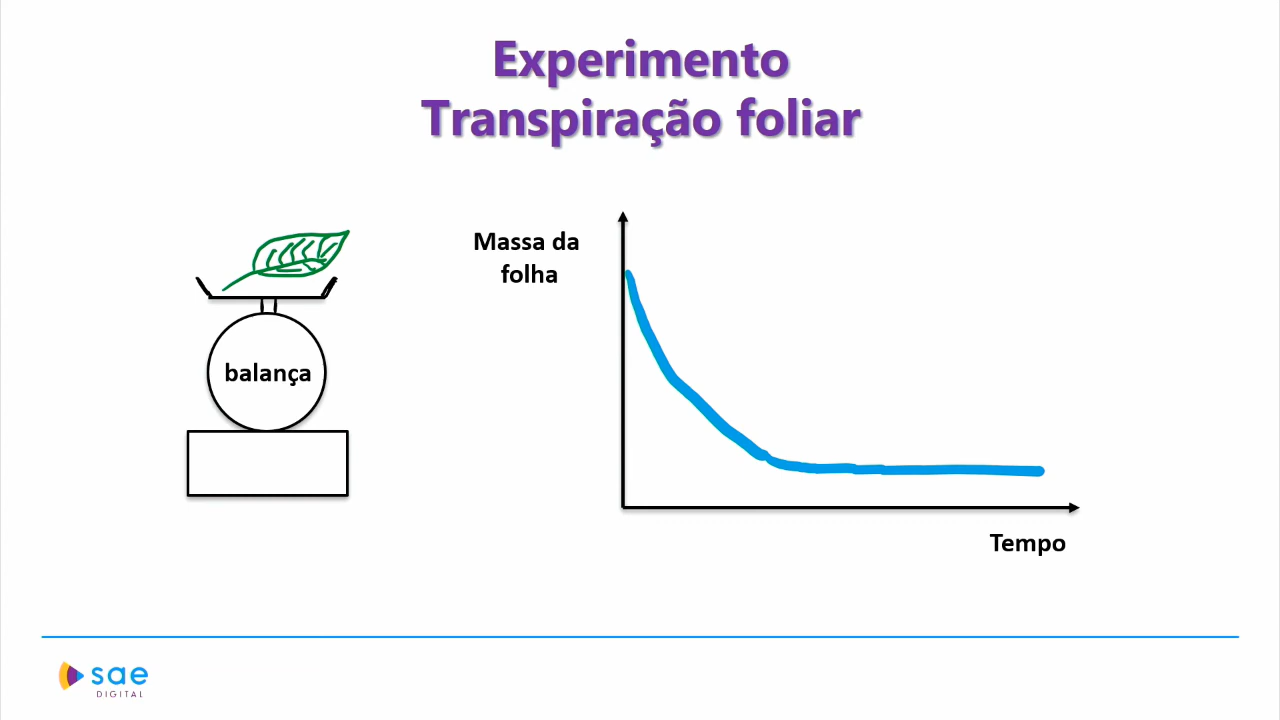 Experimento
Transpiração foliar
Massa da
folha
balança
Tempo
sae
DIGITAL